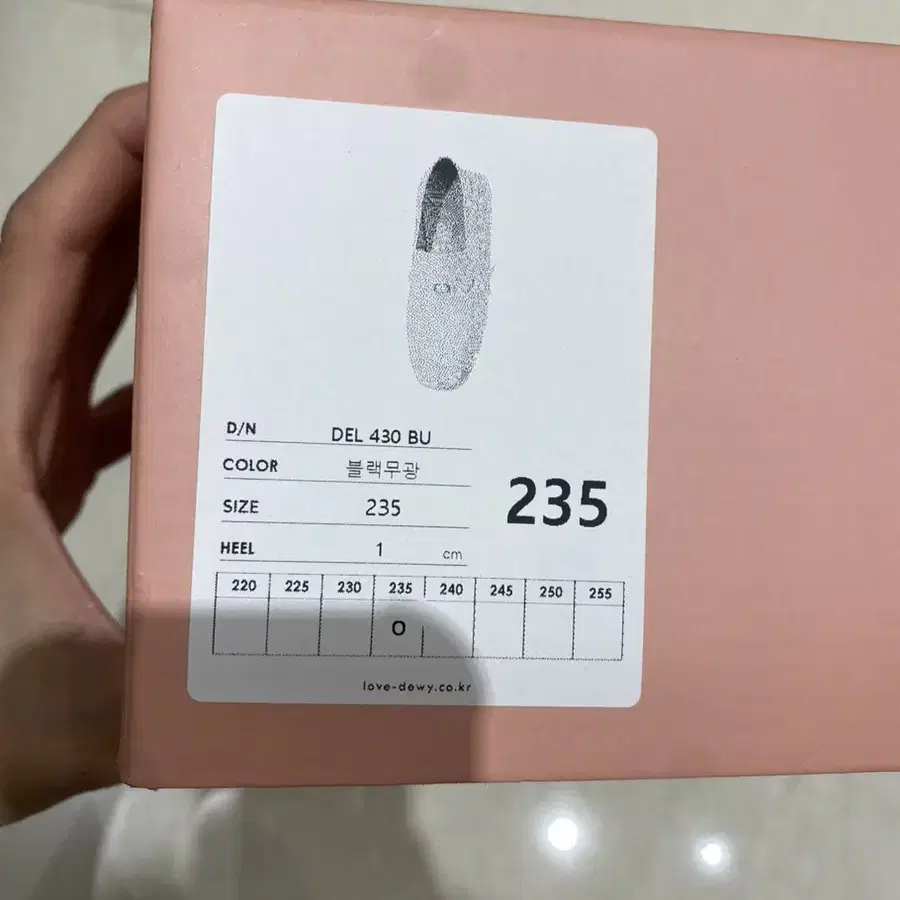 D/N DEL 430 BU
COLOR 블랙무광
SIZE 235
235
HEEL 1 cm
220 225 230 235 240 245 250 255
O
love-dewy.co.kr